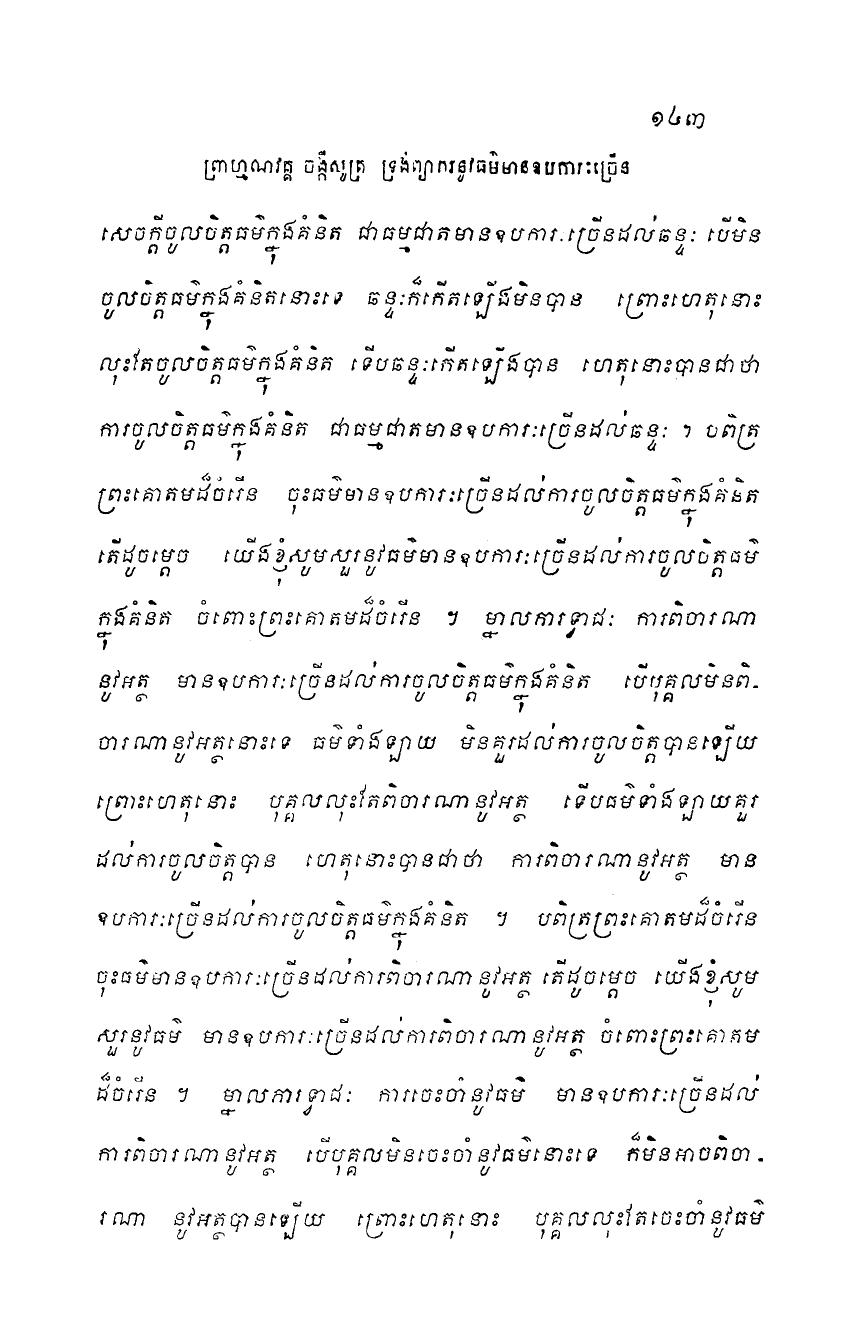 ១៤៣
ព្រាហ្មណវគ្គ ចង្កីសូត្រ ទ្រង់ព្យាករនូវធម៌មានឧបការៈច្រើន
សេចក្តីចូលចិត្តធម៌ក្នុងគំនិត ជាធម្មជាតមានឧបការៈច្រើនដល់ឆន្ទៈ បើមិន
ចូលចិត្តធម៌ក្នុងគំនិតនោះទេ ឆន្ទៈក៏កើតឡើងមិនបាន ព្រោះហេតុនោះ
លុះតែចូលចិត្តធម៌ក្នុងគំនិត ទើបឆន្ទៈកើតឡើងបាន ហេតុនោះបានជាថា
ការចូលចិត្តធម៌ក្នុងគំនិត ជាធម្មជាតមានឧបការៈច្រើនដល់ឆន្ទៈ ។ បពិត្រ
ព្រះគោតមដ៏ចំរើន ចុះធម៌មានឧបការៈច្រើនដល់ការចូលចិត្តធម៌ក្នុងគំនិត
តើដូចម្តេច យើងខ្ញុំសូមសួរនូវធម៌មានឧបការៈច្រើនដល់ការចូលចិត្តធម៌
ក្នុងគំនិត ចំពោះព្រះគោតមដ៏ចំរើន ។ ម្នាលការទ្វាជៈ ការពិចារណា
នូវអត្ថ មានឧបការៈច្រើនដល់ការចូលចិត្តធម៌ក្នុងគំនិត បើបុគ្គលមិនពិ-
ចារណានូវអត្ថនោះទេ ធម៌ទាំងឡាយ មិនគួរដល់ការចូលចិត្តបានឡើយ
ព្រោះហេតុនោះ បុគ្គលលុះតែពិចារណានូវអត្ថ ទើបធម៌ទាំងឡាយគួរ
ដល់ការចូលចិត្តបាន ហេតុនោះបានជាថា ការពិចារណានូវអត្ថ មាន
ឧបការៈច្រើនដល់ការចូលចិត្តធម៌ក្នុងគំនិត ។ បពិត្រព្រះគោតមដ៏ចំរើន
ចុះធម៌មានឧបការៈច្រើនដល់ការពិចារណានូវអត្ថ តើដូចម្តេច យើងខ្ញុំសូម
សួរនូវធម៌ មានឧបការៈច្រើនដល់ការពិចារណានូវអត្ថ ចំពោះព្រះគោតម
ដ៏ចំរើន ។ ម្នាលការទ្វាជៈ ការចេះចាំនូវធម៌ មានឧបការៈច្រើនដល់
ការពិចារណានូវអត្ថ បើបុគ្គលមិនចេះចាំនូវធម៌នោះទេ ក៏មិនអាចពិចា-
រណា នូវអត្ថបានឡើយ ព្រោះហេតុនោះ បុគ្គលលុះតែចេះចាំនូវធម៌